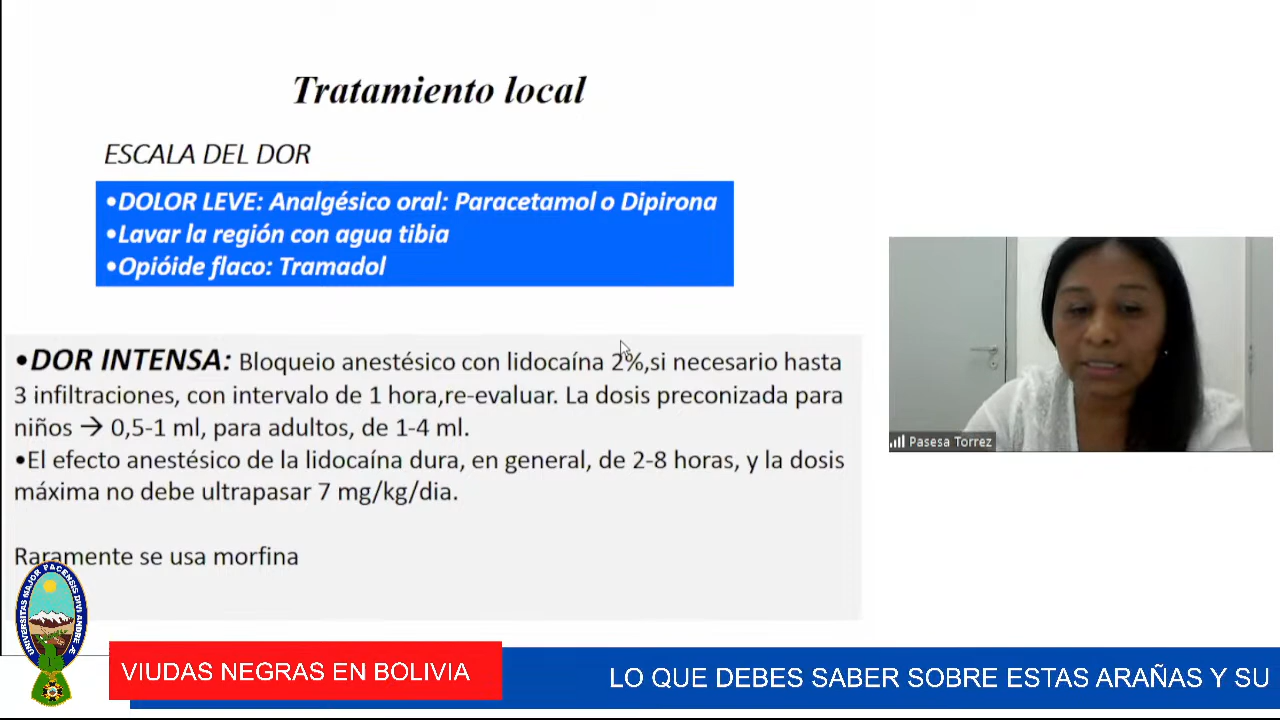 Tratamiento local
ESCALA DEL DOR
•DOLOR LEVE: Analgésico oral: Paracetamol o Dipirona
•Lavar la región con agua tibia
•Opióide flaco: Tramadol
•DOR INTENSA: Bloqueio anestésico con lidocaína 2%,si necesario hasta
3 infiltraciones, con intervalo de 1 hora,re-evaluar. La dosis preconizada para
niños → 0,5-1 ml, para adultos, de 1-4 ml.
•El efecto anestésico de la lidocaína dura, en general, de 2-8 horas, y la dosis
máxima no debe ultrapasar 7 mg/kg/dia.
Raramente se usa morfina
Pasesa Torrez
UNIVERSITAS MAJOR PACENSIS DIVI ANDRE Æ
VIUDAS NEGRAS EN BOLIVIA
LO QUE DEBES SABER SOBRE ESTAS ARAÑAS Y SU